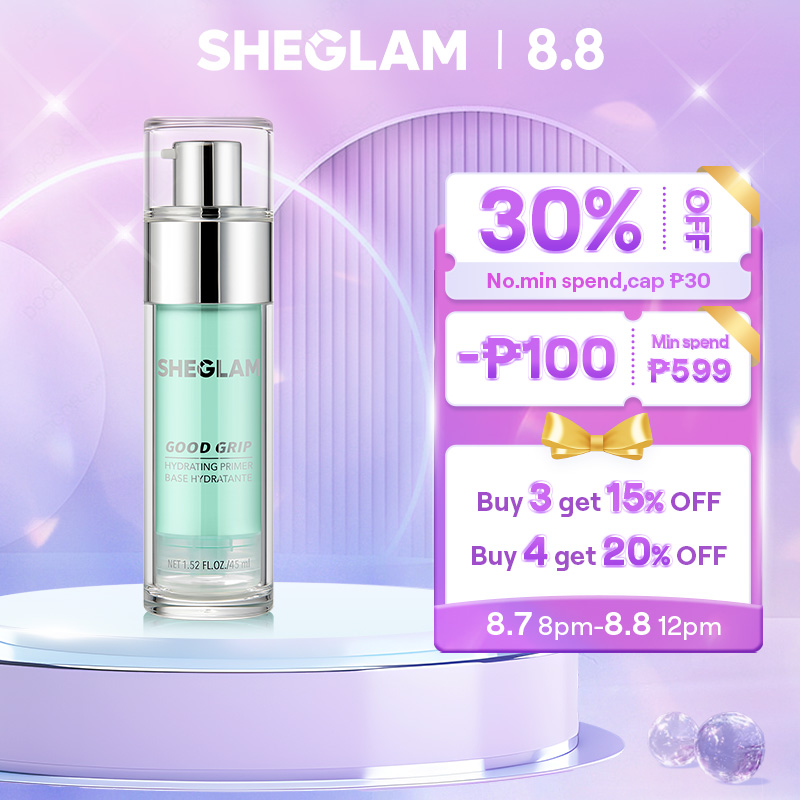 SHEGLAM | 8.8
SHEGLAM
GOOD GRIP
HYDRATING PRIMER
BASE HYDRATANTE
NET 1.52 FL.OZ./45 ml
30% OFF
No.min spend,cap ₱30
-₱100
Min spend
₱599
Buy 3 get 15% OFF
Buy 4 get 20% OFF
8.7 8pm-8.8 12pm